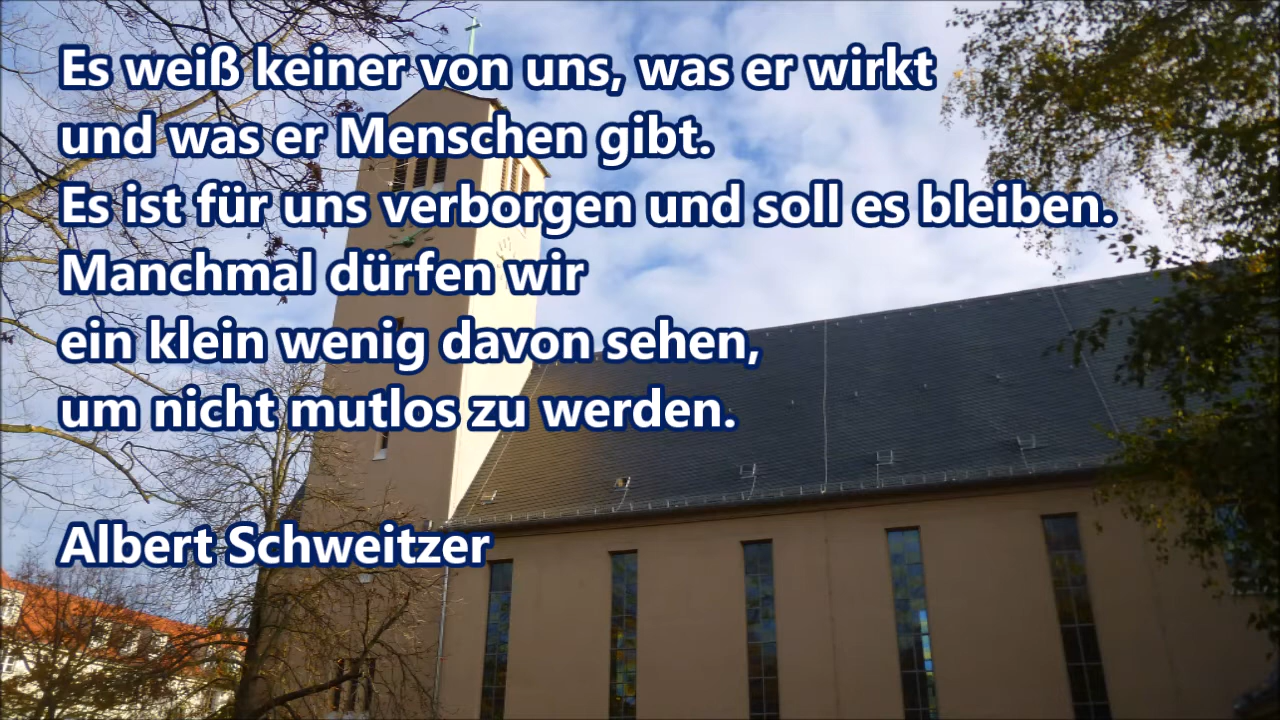 Es weiß keiner von uns, was er wirkt
und was er Menschen gibt.
Es ist für uns verborgen und soll es bleiben.
Manchmal dürfen wir
ein klein wenig davon sehen,
um nicht mutlos zu werden.
Albert Schweitzer